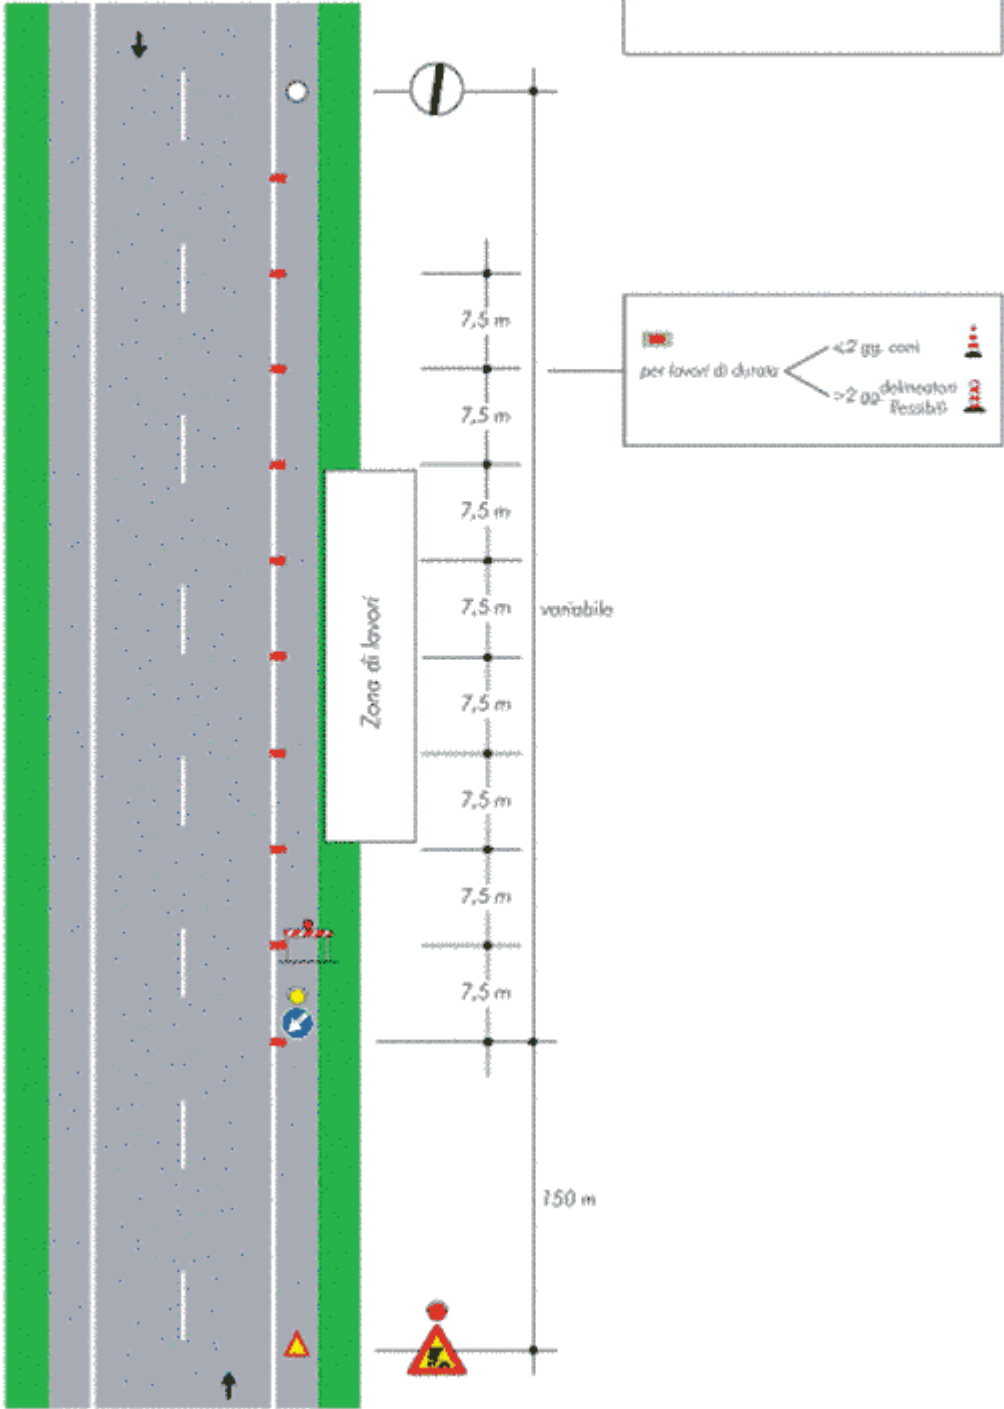 7,5 m
7,5 m
7,5 m
7,5 m
7,5 m
7,5 m
7,5 m
7,5 m
variabile
150 m
Zona di lavori
per lavori di durata
<2 gg. coni
>2 gg delineatori
flessibili